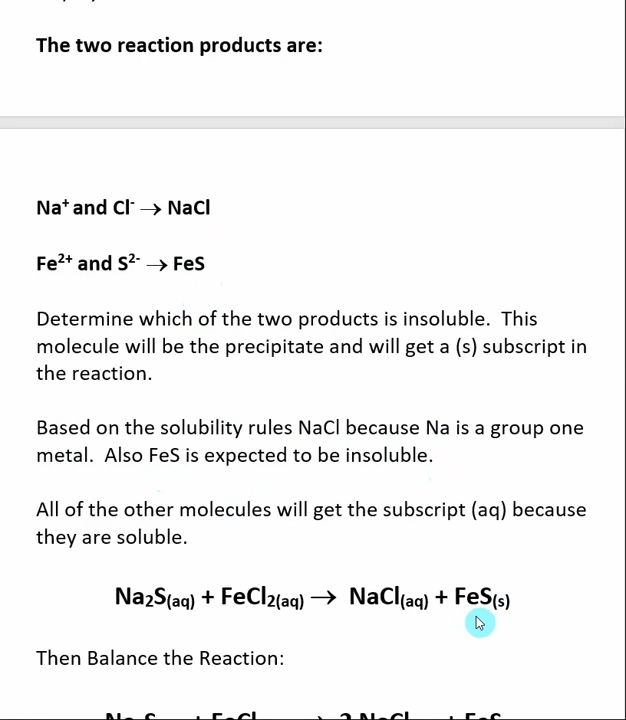 The two reaction products are:
Na⁺ and Cl⁻ → NaCl
Fe²⁺ and S²⁻ → FeS
Determine which of the two products is insoluble. This
molecule will be the precipitate and will get a (s) subscript in
the reaction.
Based on the solubility rules NaCl because Na is a group one
metal. Also FeS is expected to be insoluble.
All of the other molecules will get the subscript (aq) because
they are soluble.
Na₂S(aq) + FeCl₂(aq) → NaCl(aq) + FeS(s)
Then Balance the Reaction: